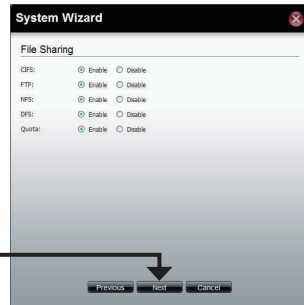 System Wizard
File Sharing
CIFS: Enable Disable
FTP: Enable Disable
NFS: Enable Disable
DFS: Enable Disable
Quota: Enable Disable
Previous Next Cancel